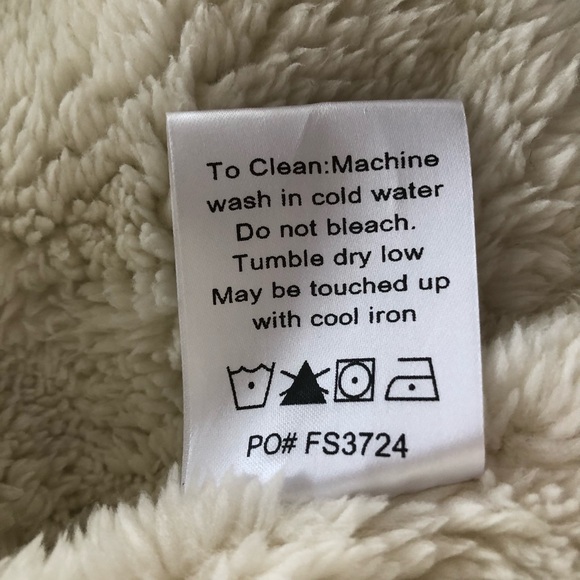 To Clean:Machine
wash in cold water
Do not bleach.
Tumble dry low
May be touched up
with cool iron
PO# FS3724